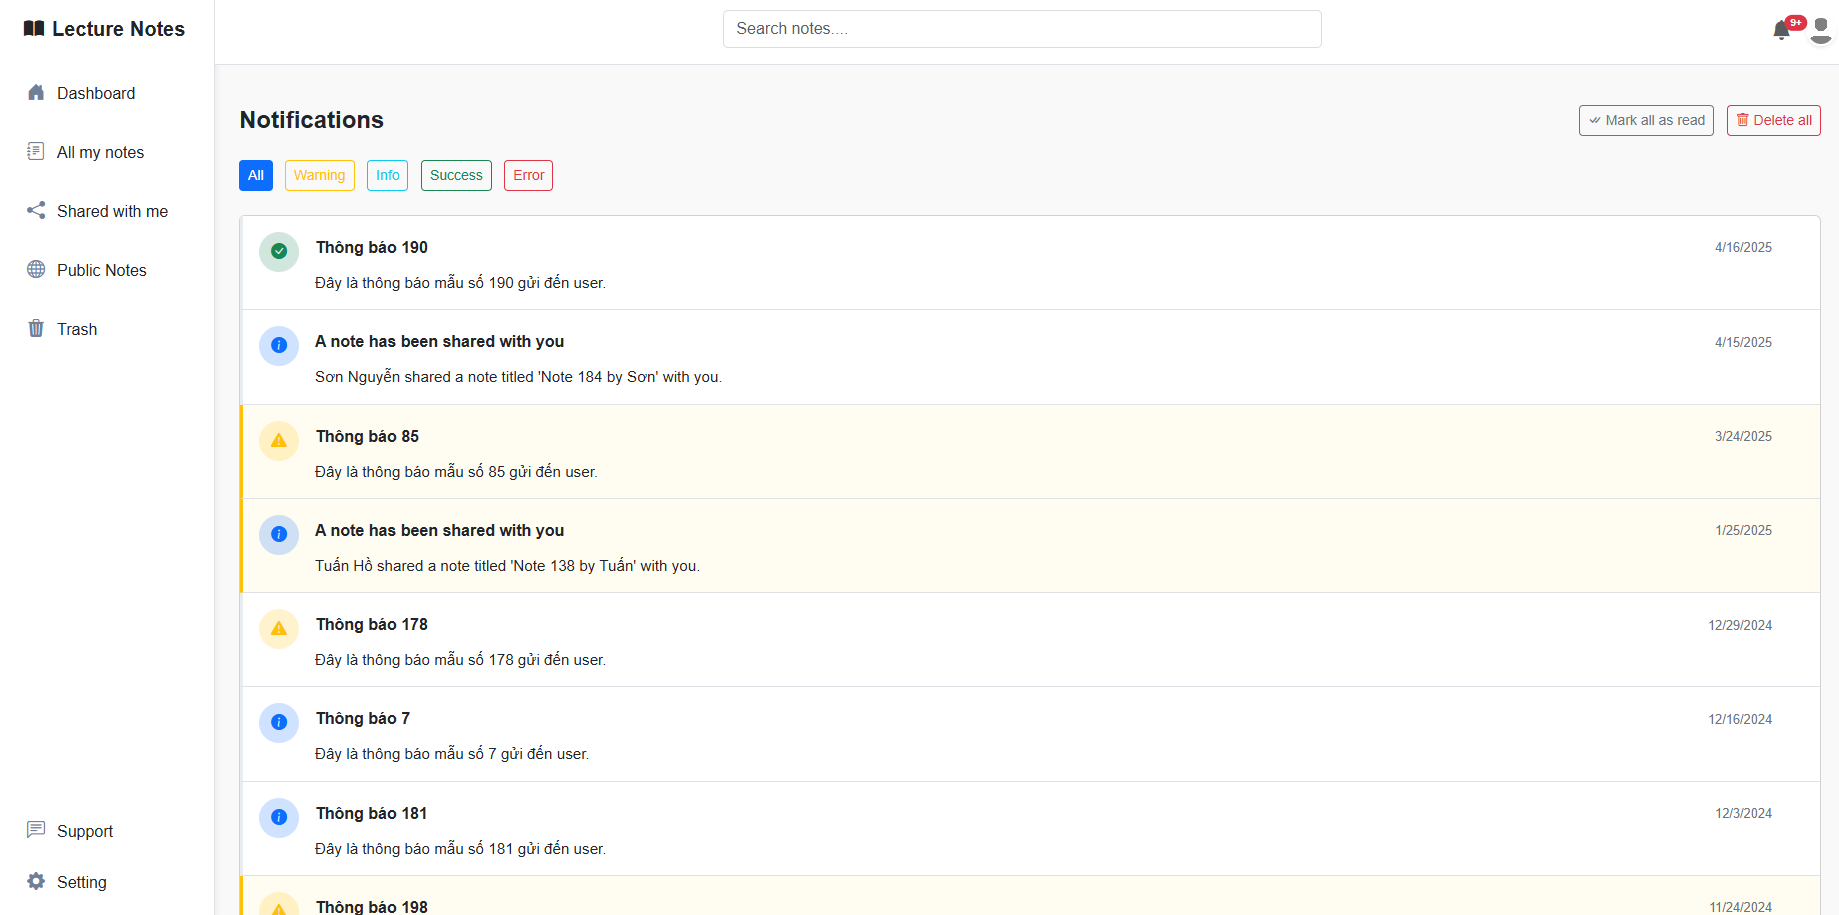 Lecture Notes
Search notes....
9+
Dashboard
All my notes
Shared with me
Public Notes
Trash
Support
Setting
Notifications
Mark all as read
Delete all
All
Warning
Info
Success
Error
Thông báo 190
4/16/2025
Đây là thông báo mẫu số 190 gửi đến user.
A note has been shared with you
4/15/2025
Sơn Nguyễn shared a note titled 'Note 184 by Sơn' with you.
Thông báo 85
3/24/2025
Đây là thông báo mẫu số 85 gửi đến user.
A note has been shared with you
1/25/2025
Tuấn Hồ shared a note titled 'Note 138 by Tuấn' with you.
Thông báo 178
12/29/2024
Đây là thông báo mẫu số 178 gửi đến user.
Thông báo 7
12/16/2024
Đây là thông báo mẫu số 7 gửi đến user.
Thông báo 181
12/3/2024
Đây là thông báo mẫu số 181 gửi đến user.
Thông báo 198
11/24/2024